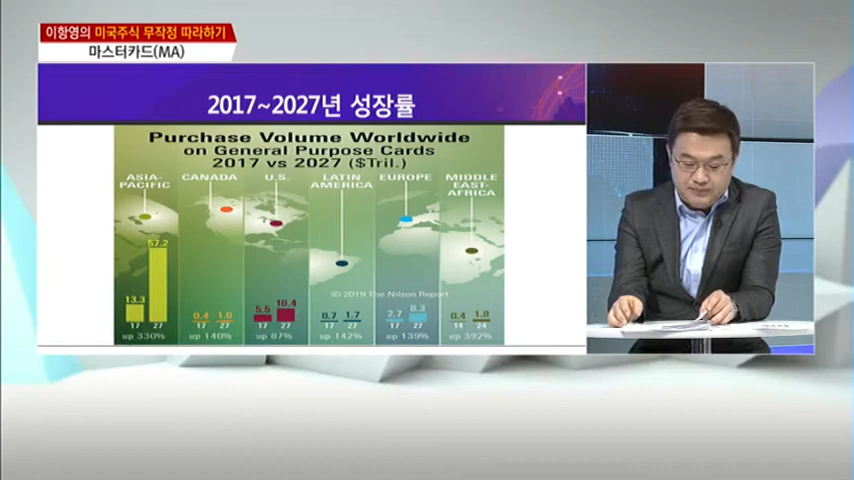 이항영의 미국주식 무작정 따라하기
마스터카드(MA)
2017~2027년 성장률
Purchase Volume Worldwide
on General Purpose Cards
2017 vs 2027 ($Tril.)
ASIA-PACIFIC
CANADA
U.S.
LATIN AMERICA
EUROPE
MIDDLE EAST-AFRICA
57.2
© 2019 The Nilson Report
13.3
0.4 1.0
5.5 10.4
0.7 1.7
2.7 6.3
0.4 1.8
17 27
17 27
17 27
17 27
17 27
14 24
up 330%
up 140%
up 87%
up 142%
up 139%
up 392%